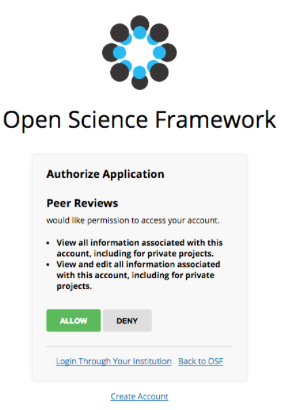 Open Science Framework
Authorize Application
Peer Reviews
would like permission to access your account.
• View all information associated with this
account, including for private projects.
• View and edit all information associated
with this account, including for private
projects.
ALLOW DENY
Login Through Your Institution Back to OSF
Create Account